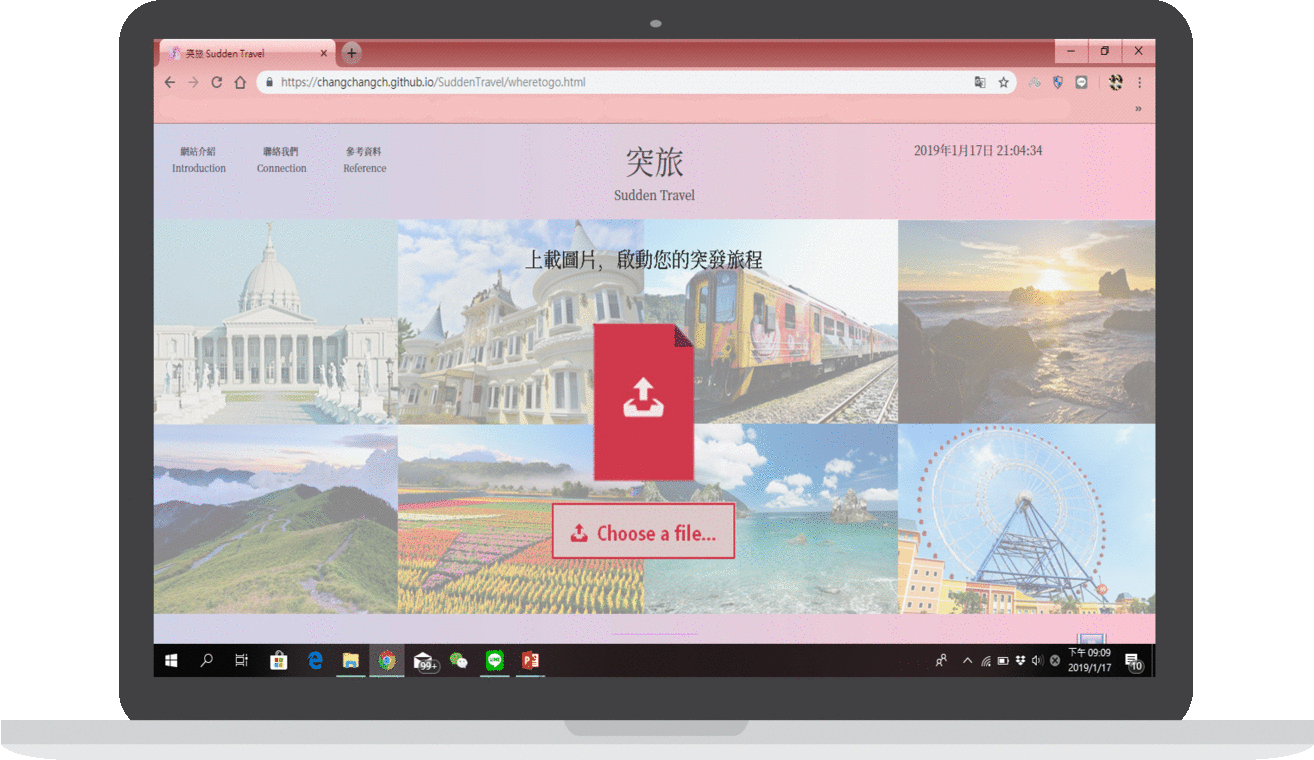 突旅 Sudden Travel
https://changchangch.github.io/SuddenTravel/wheretogo.html
網站介紹
Introduction
聯絡我們
Connection
參考資料
Reference
突旅
Sudden Travel
2019年1月17日 21:04:34
上載圖片，啟動您的突發旅程
Choose a file...
99+
LINE
下午 09:09
2019/1/17
10